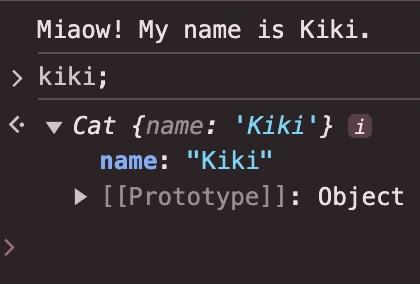 Miaow! My name is Kiki.
> kiki;
<· ▼ Cat {name: 'Kiki'} i
name: "Kiki"
▶ [[Prototype]]: Object
>